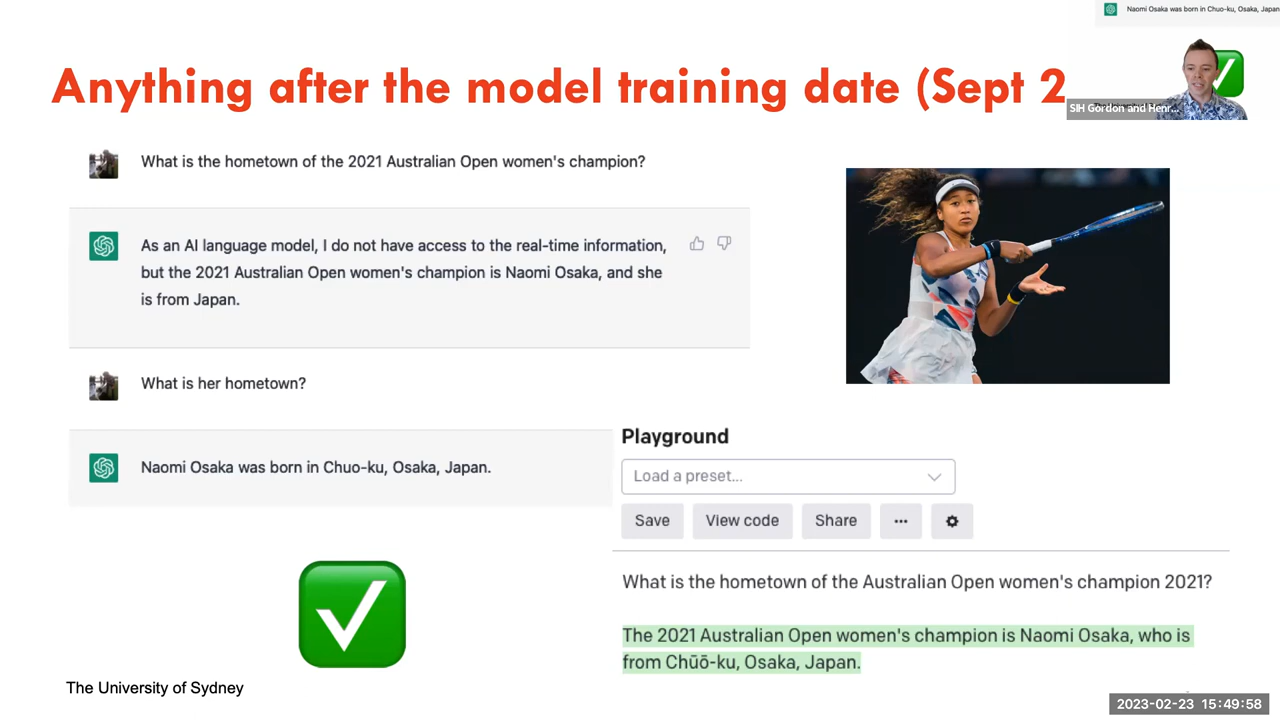 Naomi Osaka was born in Chuo-ku, Osaka, Japan
Anything after the model training date (Sept 2
SIH Gordon and Henr...
What is the hometown of the 2021 Australian Open women's champion?
As an AI language model, I do not have access to the real-time information,
but the 2021 Australian Open women's champion is Naomi Osaka, and she
is from Japan.
What is her hometown?
Naomi Osaka was born in Chuo-ku, Osaka, Japan.
Playground
Load a preset...
Save View code Share ...
What is the hometown of the Australian Open women's champion 2021?
The 2021 Australian Open women's champion is Naomi Osaka, who is
from Chūō-ku, Osaka, Japan.
The University of Sydney
2023-02-23 15:49:58